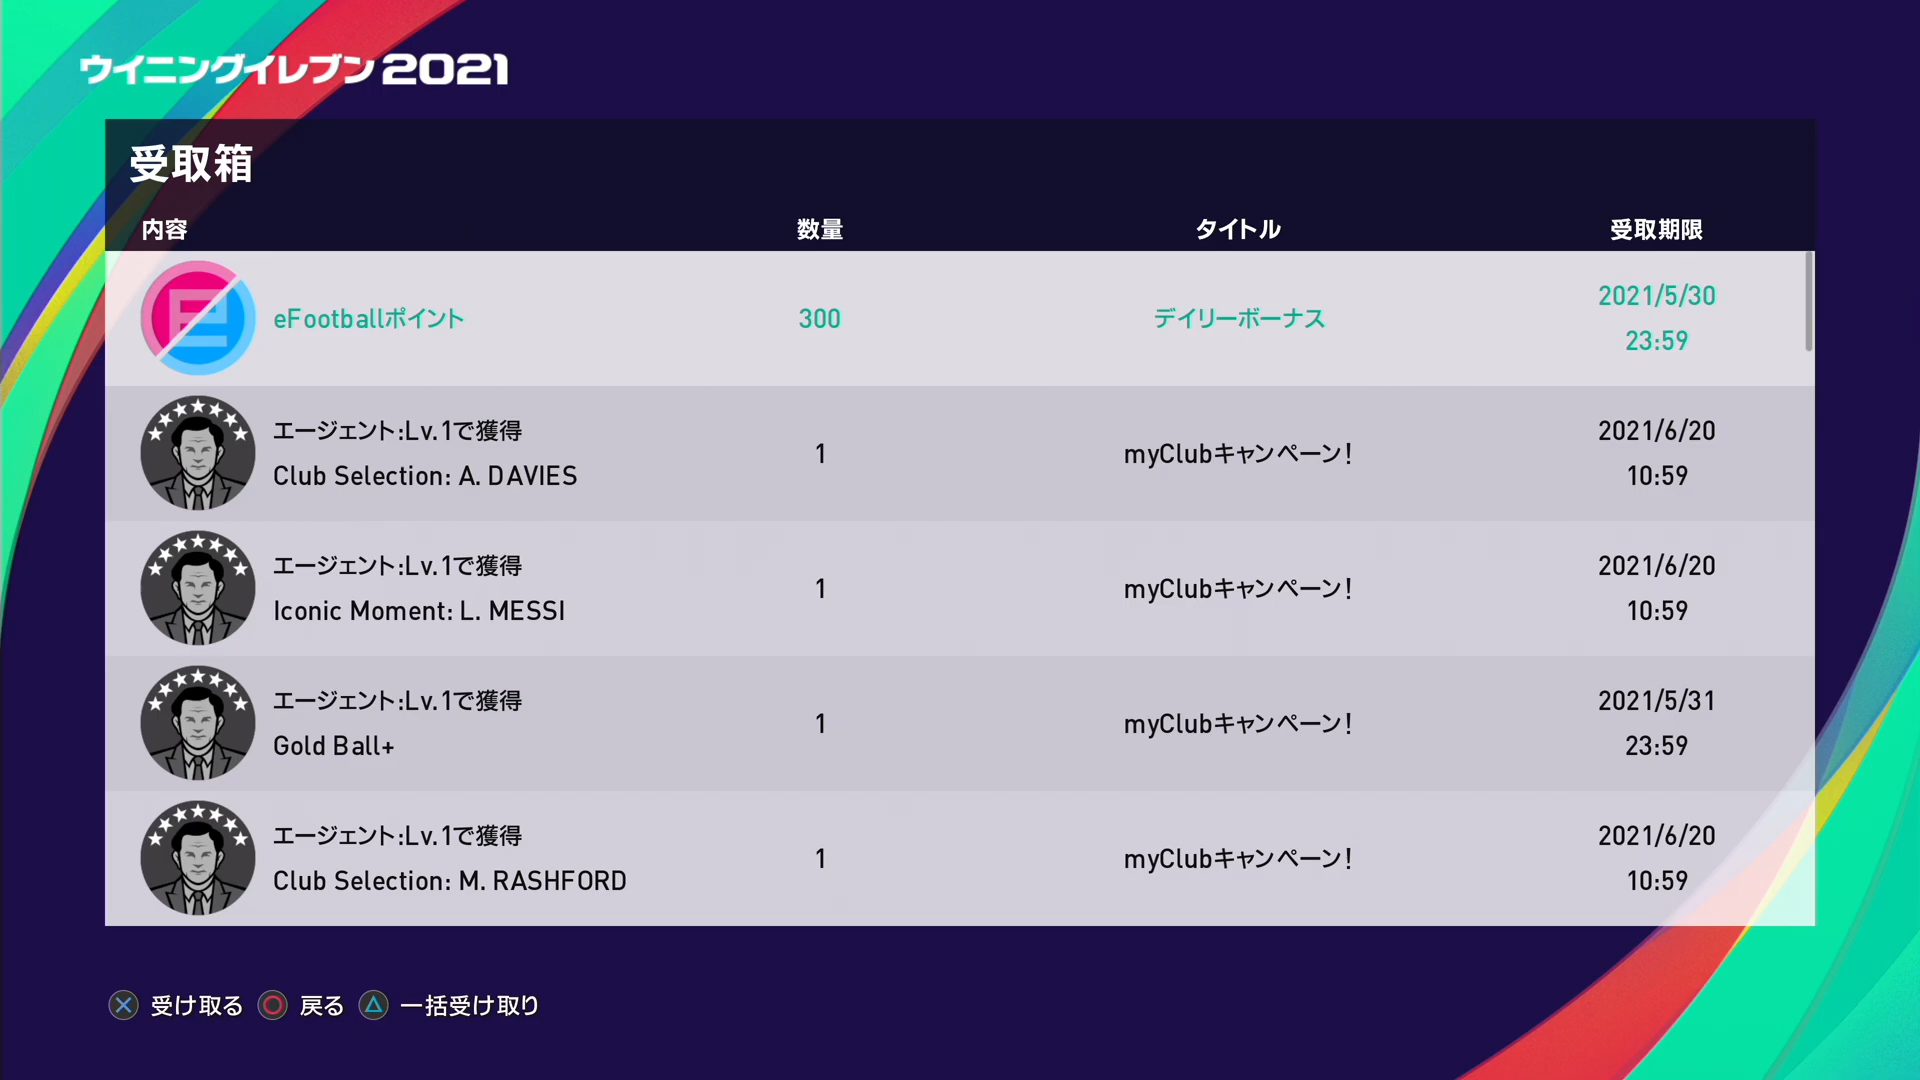 ウイニングイレブン2021
受取箱
内容 数量 タイトル 受取期限
eFootballポイント 300 デイリーボーナス 2021/5/30
23:59
エージェント:Lv.1で獲得
Club Selection: A. DAVIES 1 myClubキャンペーン! 2021/6/20
10:59
エージェント:Lv.1で獲得
Iconic Moment: L. MESSI 1 myClubキャンペーン! 2021/6/20
10:59
エージェント:Lv.1で獲得
Gold Ball+ 1 myClubキャンペーン! 2021/5/31
23:59
エージェント:Lv.1で獲得
Club Selection: M. RASHFORD 1 myClubキャンペーン! 2021/6/20
10:59
受け取る 戻る 一括受け取り